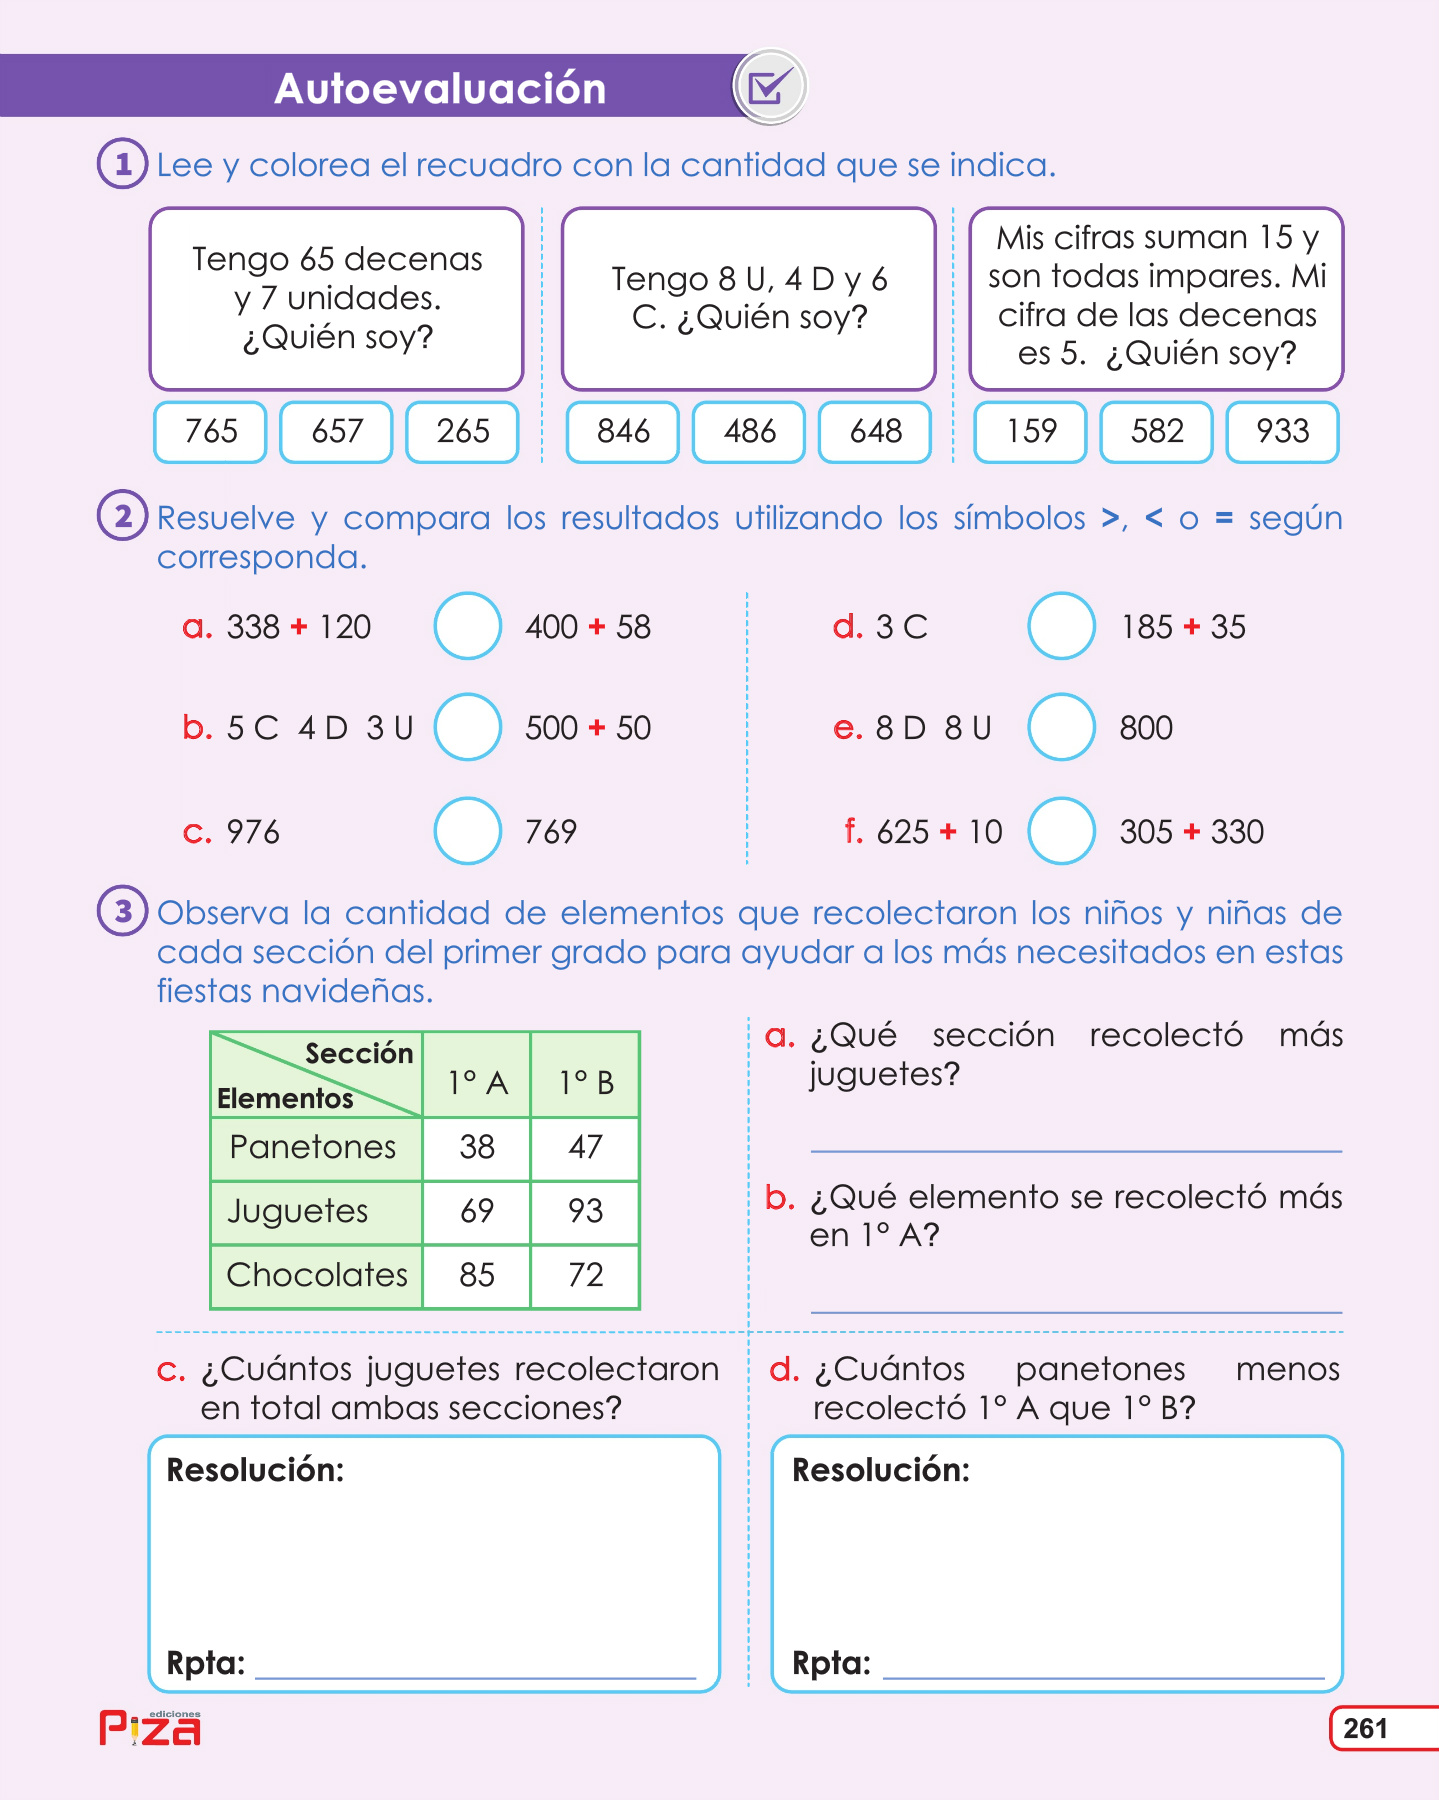 Autoevaluación
1 Lee y colorea el recuadro con la cantidad que se indica.
Tengo 65 decenas
y 7 unidades.
¿Quién soy?
765 657 265
Tengo 8 U, 4 D y 6
C. ¿Quién soy?
846 486 648
Mis cifras suman 15 y
son todas impares. Mi
cifra de las decenas
es 5. ¿Quién soy?
159 582 933
2 Resuelve y compara los resultados utilizando los símbolos >, < o = según
corresponda.
a. 338 + 120 400 + 58
b. 5 C 4 D 3 U 500 + 50
c. 976 769
d. 3 C 185 + 35
e. 8 D 8 U 800
f. 625 + 10 305 + 330
3 Observa la cantidad de elementos que recolectaron los niños y niñas de
cada sección del primer grado para ayudar a los más necesitados en estas
fiestas navideñas.
Sección
Elementos
1° A 1° B
Panetones 38 47
Juguetes 69 93
Chocolates 85 72
a. ¿Qué sección recolectó más
juguetes?
b. ¿Qué elemento se recolectó más
en 1° A?
c. ¿Cuántos juguetes recolectaron
en total ambas secciones?
Resolución:
Rpta:
d. ¿Cuántos panetones menos
recolectó 1° A que 1° B?
Resolución:
Rpta:
ediciones
Piza
261